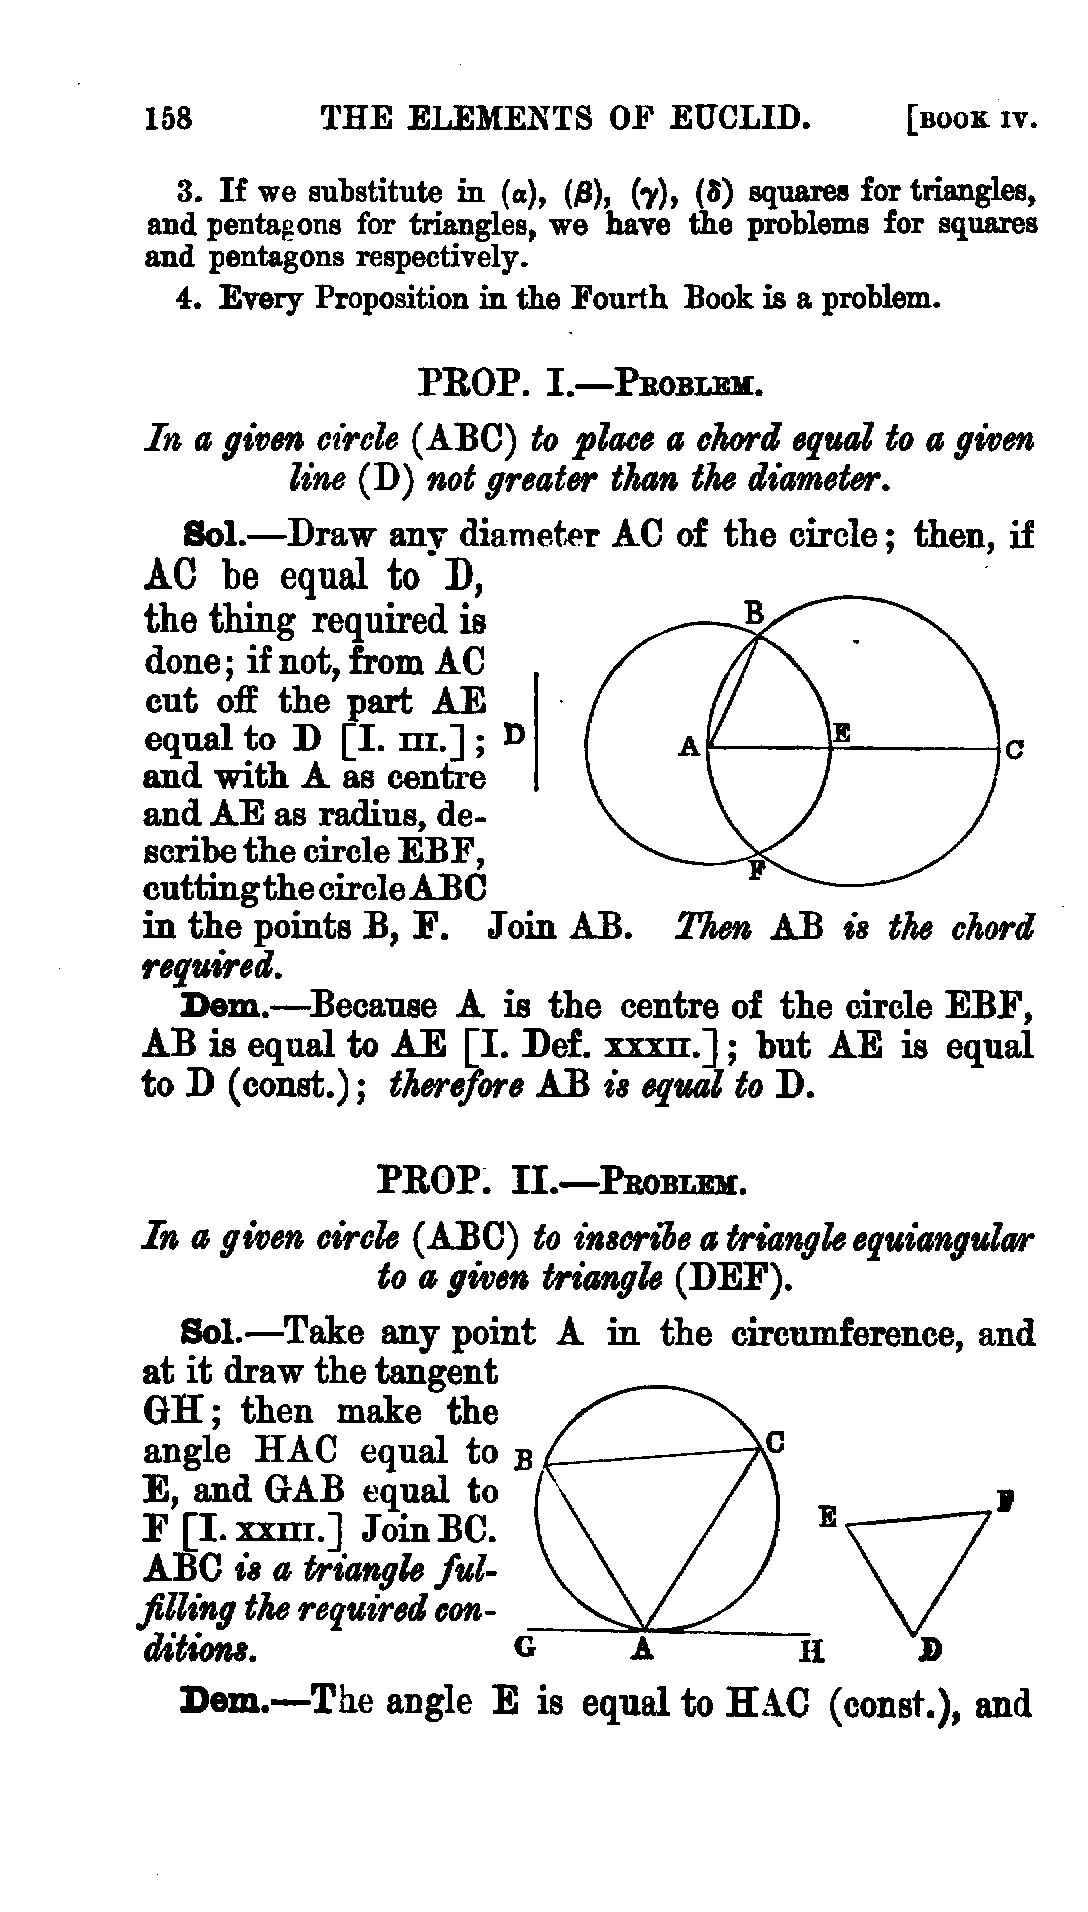 158 THE ELEMENTS OF EUCLID. [BOOK IV.
3. If we substitute in (α), (β), (γ), (δ) squares for triangles,
and pentagons for triangles, we have the problems for squares
and pentagons respectively.
4. Every Proposition in the Fourth Book is a problem.
PROP. I.—PROBLEM.
In a given circle (ABC) to place a chord equal to a given
line (D) not greater than the diameter.
Sol.—Draw any diameter AC of the circle; then, if
AC be equal to D,
the thing required is
done; if not, from AC
cut off the part AE
equal to D [I. III.];
and with A as centre
and AE as radius, de-
scribe the circle EBF,
cutting the circle ABC
in the points B, F. Join AB. Then AB is the chord
required.
B
D
A
E
C
F
Dem.—Because A is the centre of the circle EBF,
AB is equal to AE [I. Def. XXXII.]; but AE is equal
to D (const.); therefore AB is equal to D.
PROP. II.—PROBLEM.
In a given circle (ABC) to inscribe a triangle equiangular
to a given triangle (DEF).
Sol.—Take any point A in the circumference, and
at it draw the tangent
GH; then make the
angle HAC equal to
E, and GAB equal to
F [I. XXIII.] Join BC.
ABC is a triangle ful-
filling the required con-
ditions.
B
C
E
F
G
A
H
D
Dem.—The angle E is equal to HAC (const.), and